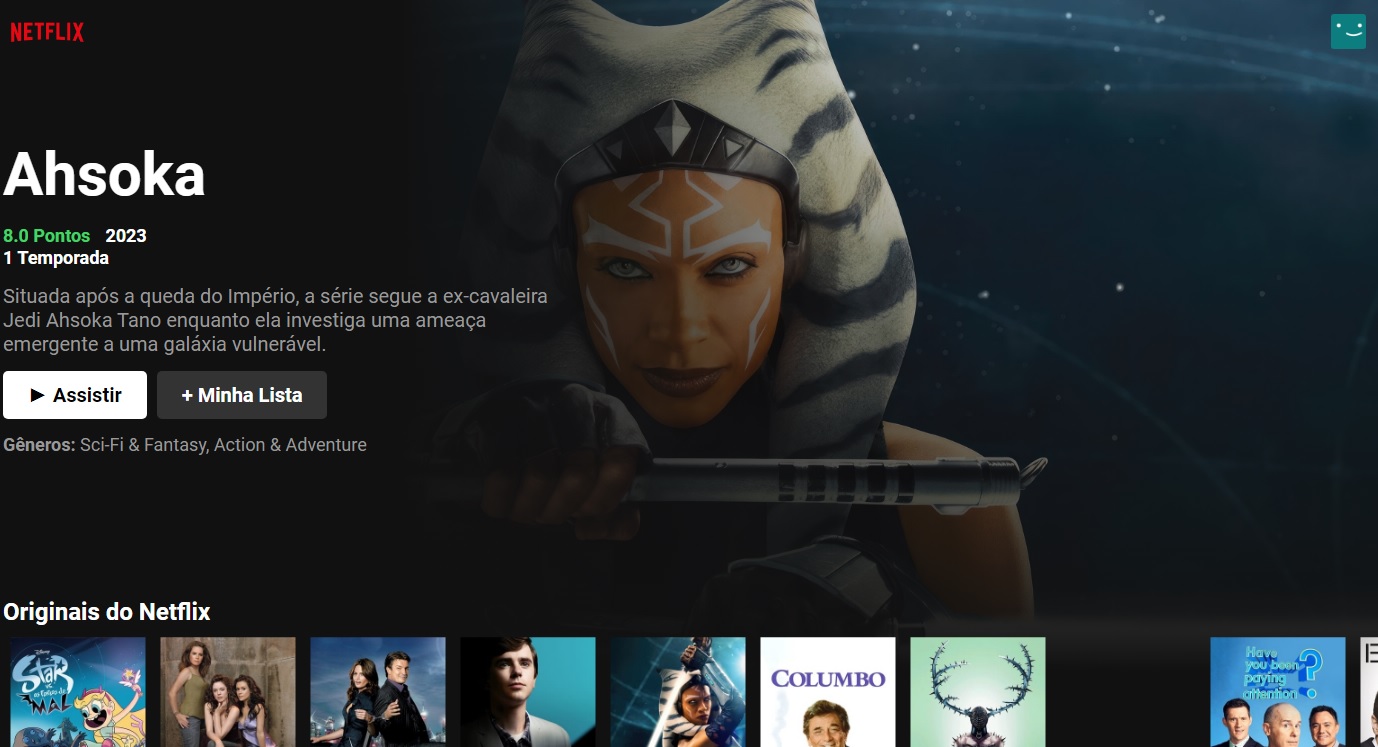 NETFLIX
Ahsoka
8.0 Pontos 2023
1 Temporada
Situada após a queda do Império, a série segue a ex-cavaleira
Jedi Ahsoka Tano enquanto ela investiga uma ameaça
emergente a uma galáxia vulnerável.
► Assistir + Minha Lista
Gêneros: Sci-Fi & Fantasy, Action & Adventure
Originais do Netflix
Disney
STAR
vs
as forças do
MAL
COLUMBO
Have
you been
paying
attention
?